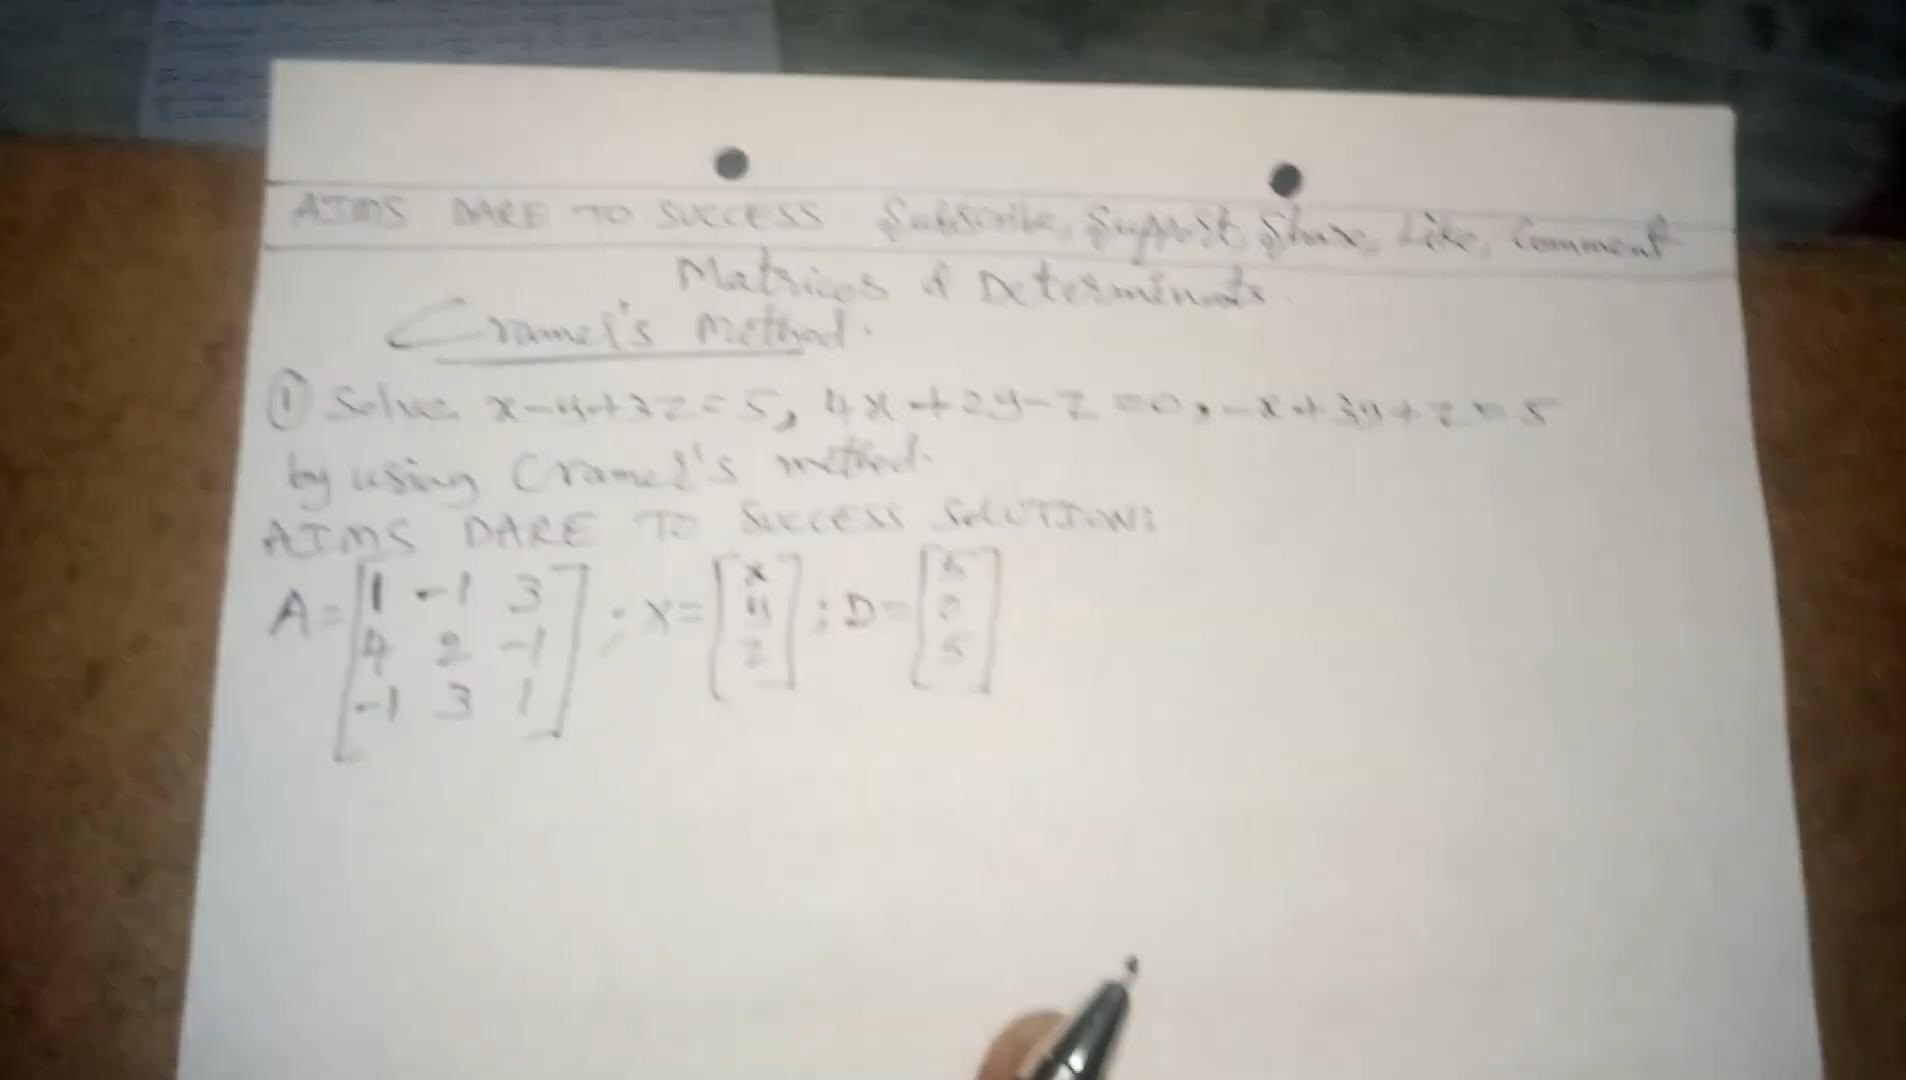 AIMS DARE TO SUCCESS Subscribe, Support, Share, Like, Comment
Matrices & Determinants
Cramel's Method.
① Solve x-y+3z=5, 4x+2y-z=0, -x+3y+z=5
by using Cramel's method.
AIMS DARE TO SUCCESS SOLUTION:
A=[1 -1 3 ; X=[x ; D=[5
4 2 -1 y 0
-1 3 1] z] 5]